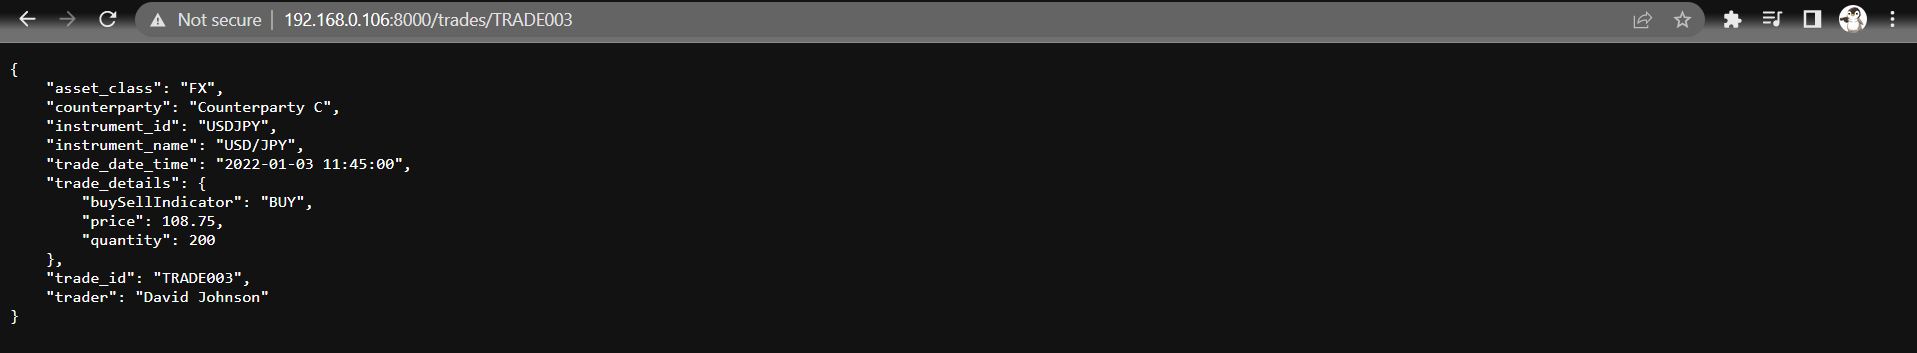 Not secure 192.168.0.106:8000/trades/TRADE003
{
    "asset_class": "FX",
    "counterparty": "Counterparty C",
    "instrument_id": "USDJPY",
    "instrument_name": "USD/JPY",
    "trade_date_time": "2022-01-03 11:45:00",
    "trade_details": {
        "buySellIndicator": "BUY",
        "price": 108.75,
        "quantity": 200
    },
    "trade_id": "TRADE003",
    "trader": "David Johnson"
}